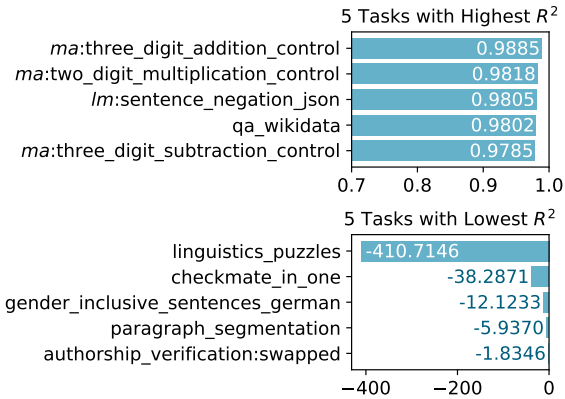 5 Tasks with Highest R²
ma:three_digit_addition_control 0.9885
ma:two_digit_multiplication_control 0.9818
lm:sentence_negation_json 0.9805
qa_wikidata 0.9802
ma:three_digit_subtraction_control 0.9785
0.7 0.8 0.9 1.0
5 Tasks with Lowest R²
linguistics_puzzles -410.7146
checkmate_in_one -38.2871
gender_inclusive_sentences_german -12.1233
paragraph_segmentation -5.9370
authorship_verification:swapped -1.8346
−400 −200 0